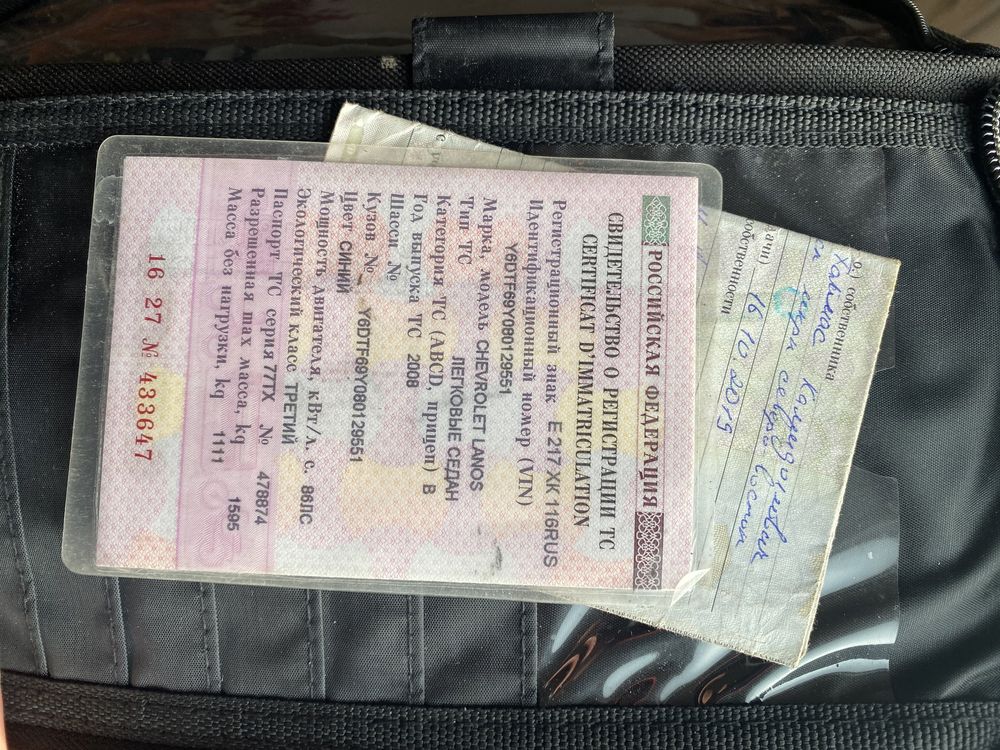 РОССИЙСКАЯ ФЕДЕРАЦИЯ
СВИДЕТЕЛЬСТВО О РЕГИСТРАЦИИ ТС
CERTIFICAT D'IMMATRICULATION
Регистрационный знак Е 217 ХК 116RUS
Идентификационный номер (VIN)
Y6DTF69Y080129551
Марка, модель CHEVROLET LANOS
Тип ТС ЛЕГКОВЫЕ СЕДАН
Категория ТС (ABCD, прицеп) B
Год выпуска ТС 2008
Шасси №
Кузов № Y6DTF69Y080129551
Цвет СИНИЙ
Мощность двигателя, кВт/л. с. 86ЛС
Экологический класс ТРЕТИЙ
Паспорт ТС серия 77ТХ № 478874
Разрешенная max масса, kg 1595
Масса без нагрузки, kg 1111
16 27 № 433647
собственника
16.10.2019
собственности